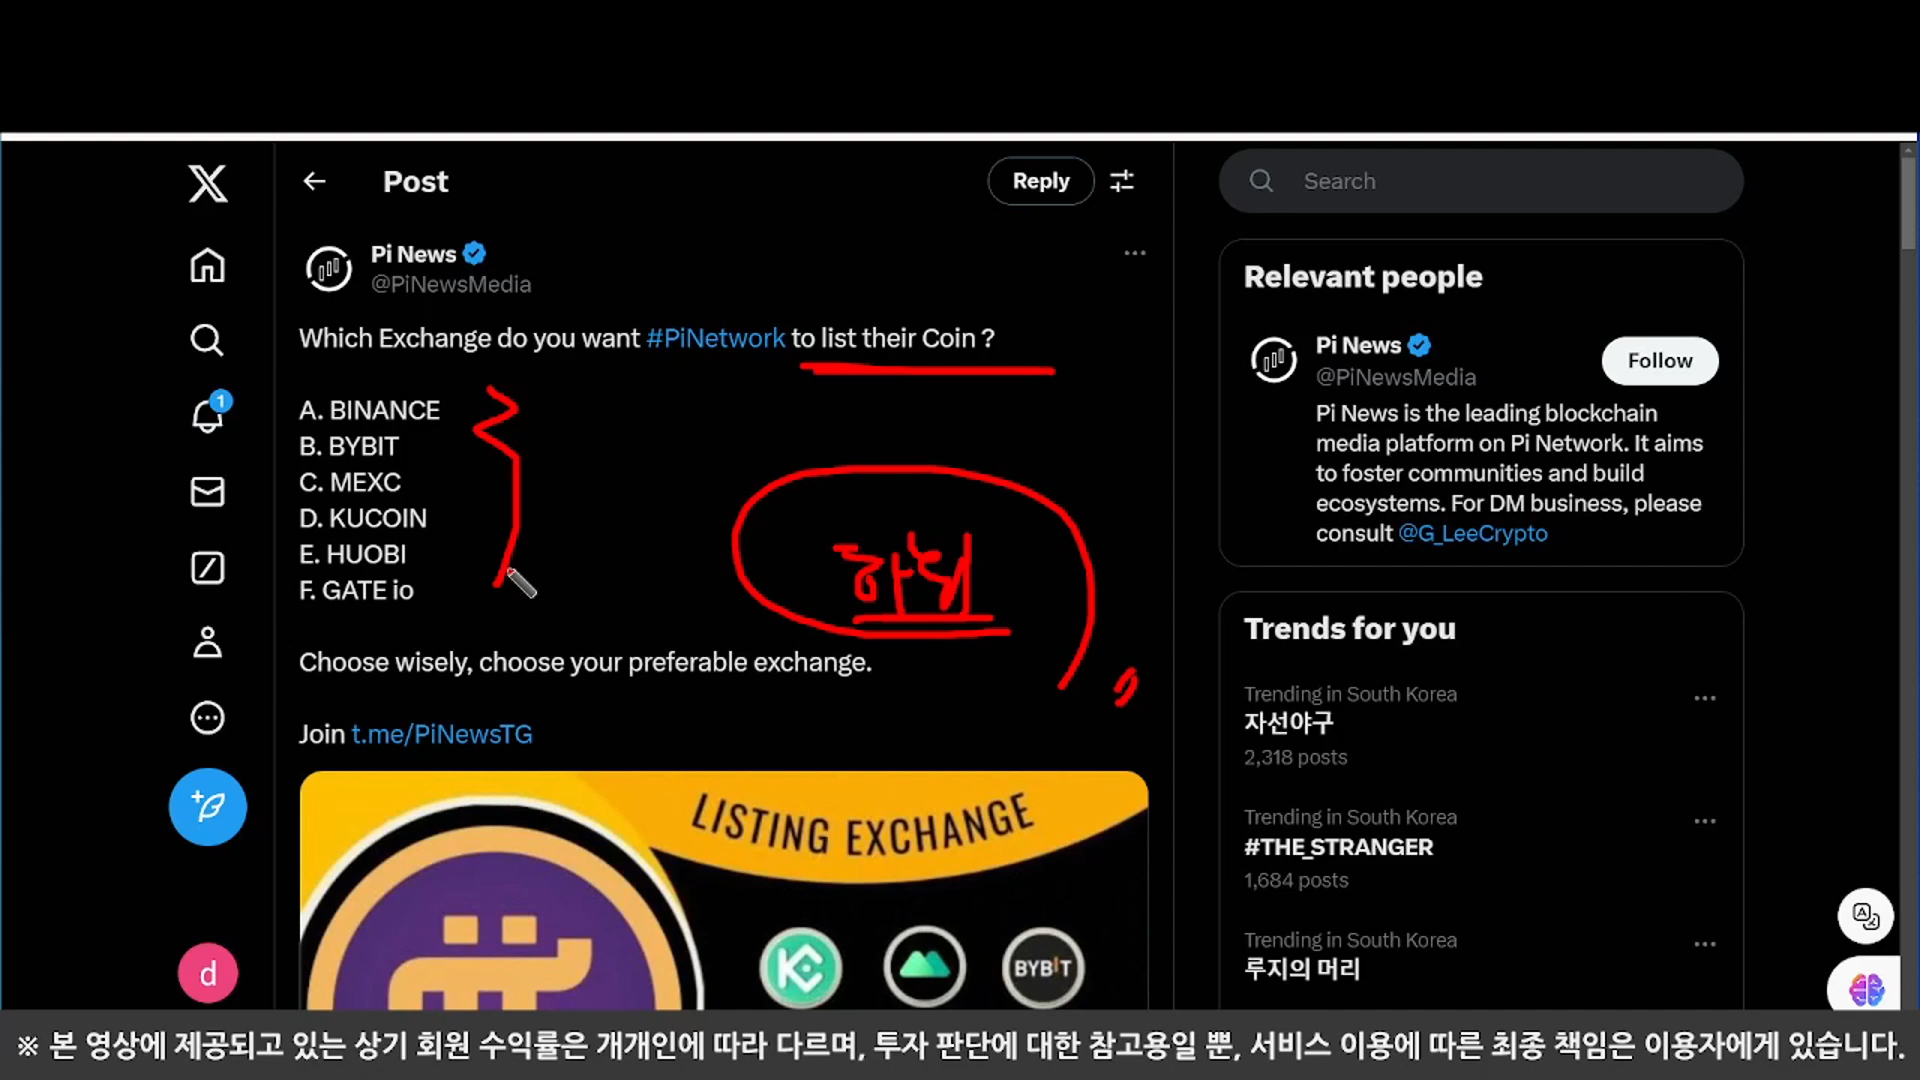 Post
Reply
Search
Pi News
@PiNewsMedia
Which Exchange do you want #PiNetwork to list their Coin ?
A. BINANCE
B. BYBIT
C. MEXC
D. KUCOIN
E. HUOBI
F. GATE io
Choose wisely, choose your preferable exchange.
Join t.me/PiNewsTG
LISTING EXCHANGE
BYBIT
1
d
Relevant people
Pi News
@PiNewsMedia
Follow
Pi News is the leading blockchain
media platform on Pi Network. It aims
to foster communities and build
ecosystems. For DM business, please
consult @G_LeeCrypto
Trends for you
Trending in South Korea
자선야구
2,318 posts
Trending in South Korea
#THE_STRANGER
1,684 posts
Trending in South Korea
루지의 머리
※ 본 영상에 제공되고 있는 상기 회원 수익률은 개개인에 따라 다르며, 투자 판단에 대한 참고용일 뿐, 서비스 이용에 따른 최종 책임은 이용자에게 있습니다.